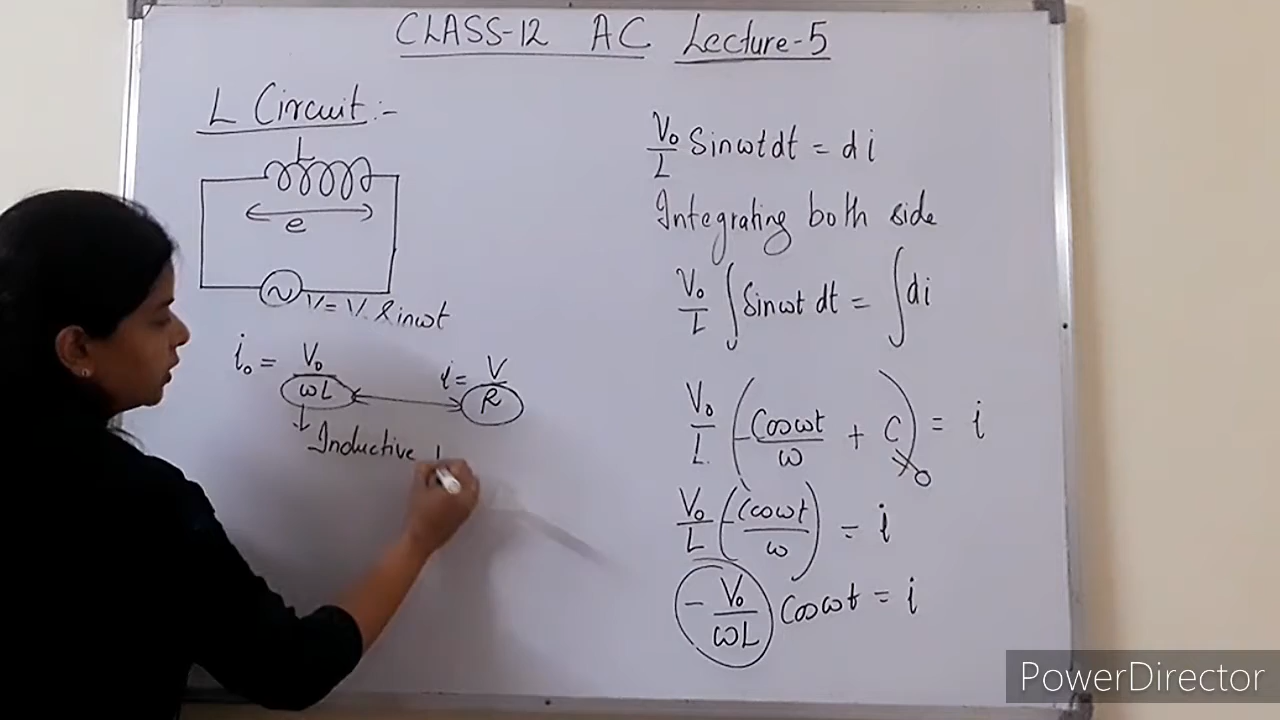 CLASS-12 AC Lecture-5
L Circuit:-
L
e
V = V. Sinωt
i₀ = V₀/ωL
i = V/R
Inductive
V₀/L Sinωt dt = di
Integrating both side
V₀/L ∫ Sinωt dt = ∫ di
V₀/L (-Cosωt/ω + C) = i
0
V₀/L (-Cosωt/ω) = i
-V₀/ωL Cosωt = i
PowerDirector